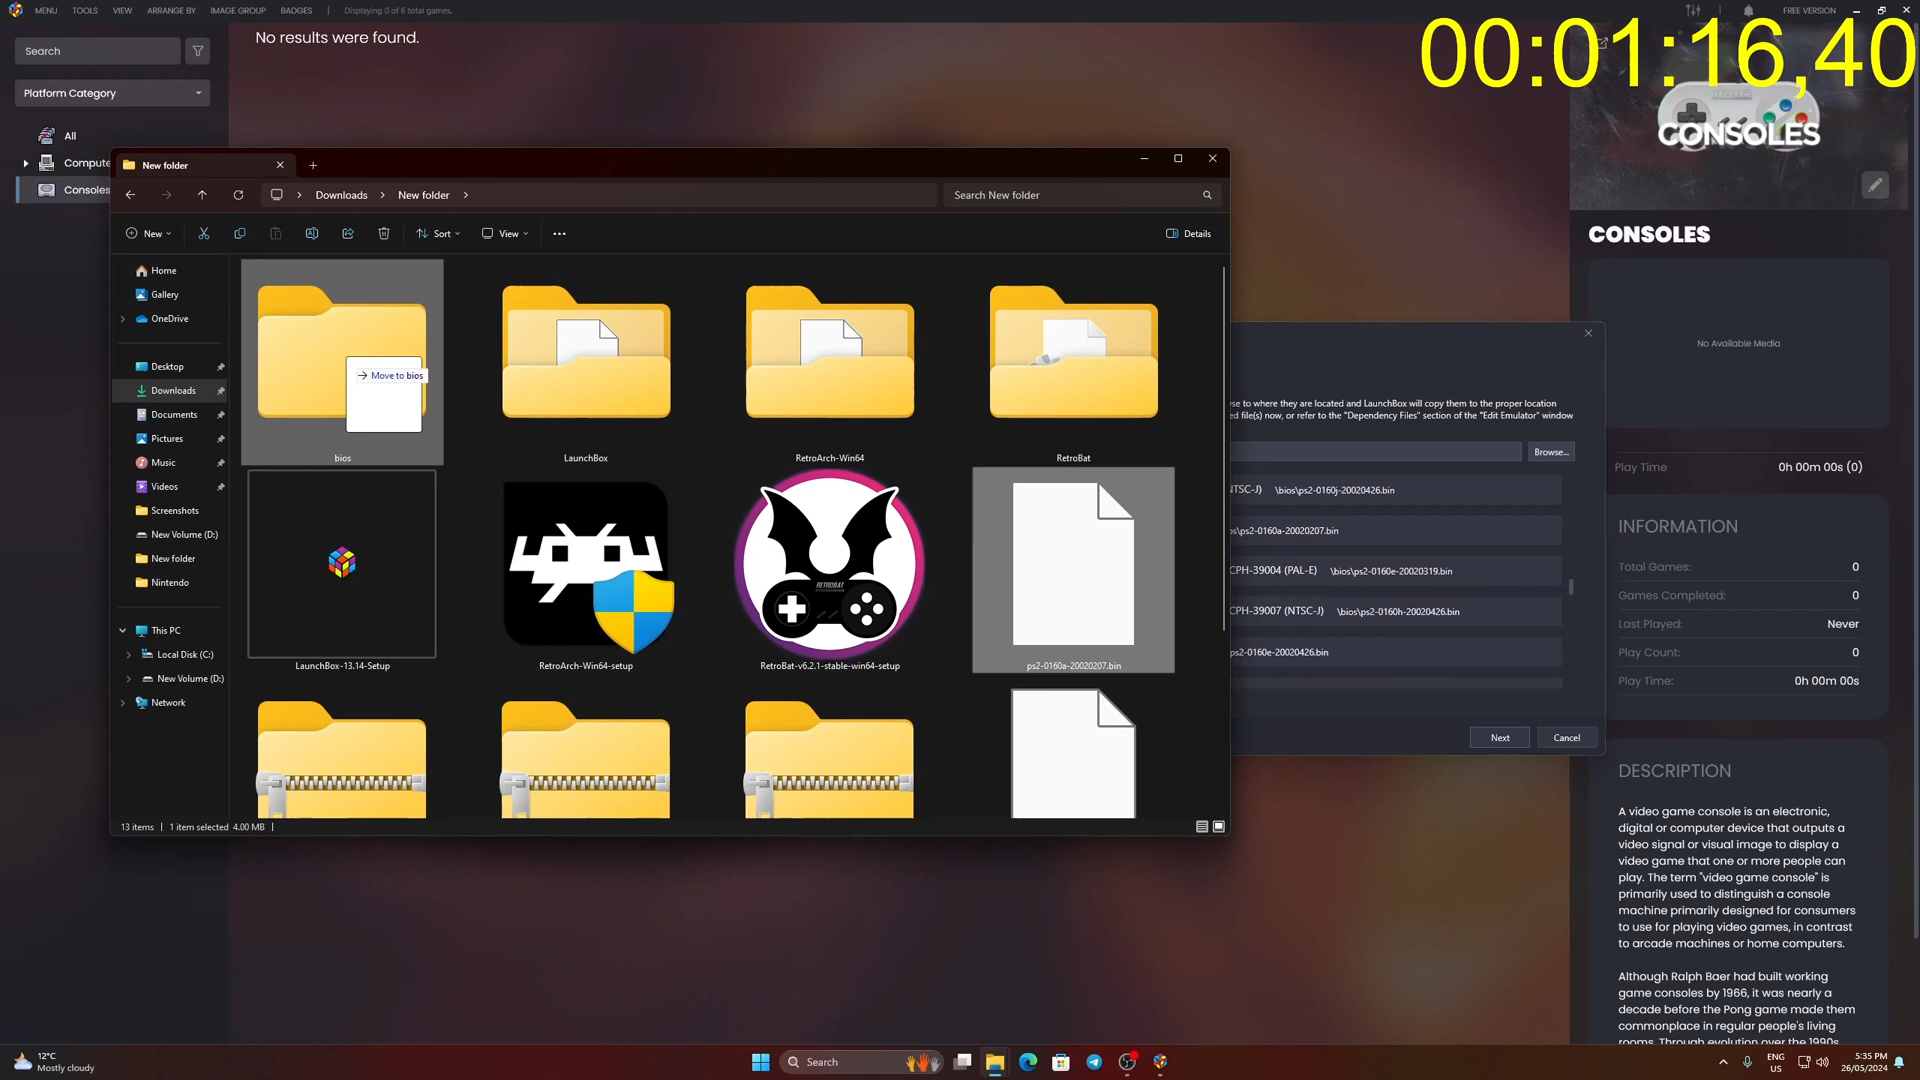 MENU TOOLS VIEW ARRANGE BY IMAGE GROUP BADGES | Displaying 0 of 6 total games. FREE VERSION
00:01:16,40
Search
No results were found.
Platform Category
All
Compute
Consoles
CONSOLES
CONSOLES
No Available Media
Play Time 0h 00m 00s (0)
INFORMATION
Total Games: 0
Games Completed: 0
Last Played: Never
Play Count: 0
Play Time: 0h 00m 00s
DESCRIPTION
A video game console is an electronic,
digital or computer device that outputs a
video signal or visual image to display a
video game that one or more people can
play. The term "video game console" is
primarily used to distinguish a console
machine primarily designed for consumers
to use for playing video games, in contrast
to arcade machines or home computers.
Although Ralph Baer had built working
game consoles by 1966, it was nearly a
decade before the Pong game made them
commonplace in regular people's living
rooms. Through evolution over the 1990s
New folder
Downloads New folder
Search New folder
New Sort View Details
Home
Gallery
OneDrive
Desktop
Downloads
Documents
Pictures
Music
Videos
Screenshots
New Volume (D:)
New folder
Nintendo
This PC
Local Disk (C:)
New Volume (D:)
Network
Move to bios
bios
LaunchBox
RetroArch-Win64
RetroBat
LaunchBox-13.14-Setup
RetroArch-Win64-setup
RETROBAT
RetroBat-v6.2.1-stable-win64-setup
ps2-0160a-20020207.bin
13 items | 1 item selected 4.00 MB |
se to where they are located and LaunchBox will copy them to the proper location
ed file(s) now, or refer to the "Dependency Files" section of the "Edit Emulator" window
Browse...
NTSC-J) \bios\ps2-0160j-20020426.bin
os\ps2-0160a-20020207.bin
CPH-39004 (PAL-E) \bios\ps2-0160e-20020319.bin
CPH-39007 (NTSC-J) \bios\ps2-0160h-20020426.bin
ps2-0160e-20020426.bin
Next Cancel
12°C
Mostly cloudy
Search
ENG
US
5:35 PM
26/05/2024